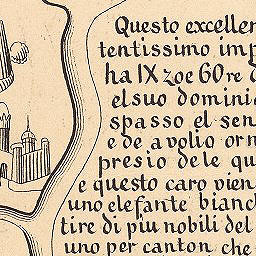 Questo excellen
tentissimo imp
ha IX zoe 60 re d
el suo domini
spasso el sen
e de avolio orn
presio de le qu
e questo caro vien
uno elefante bianch
tire di piu nobili del
uno per canton, che